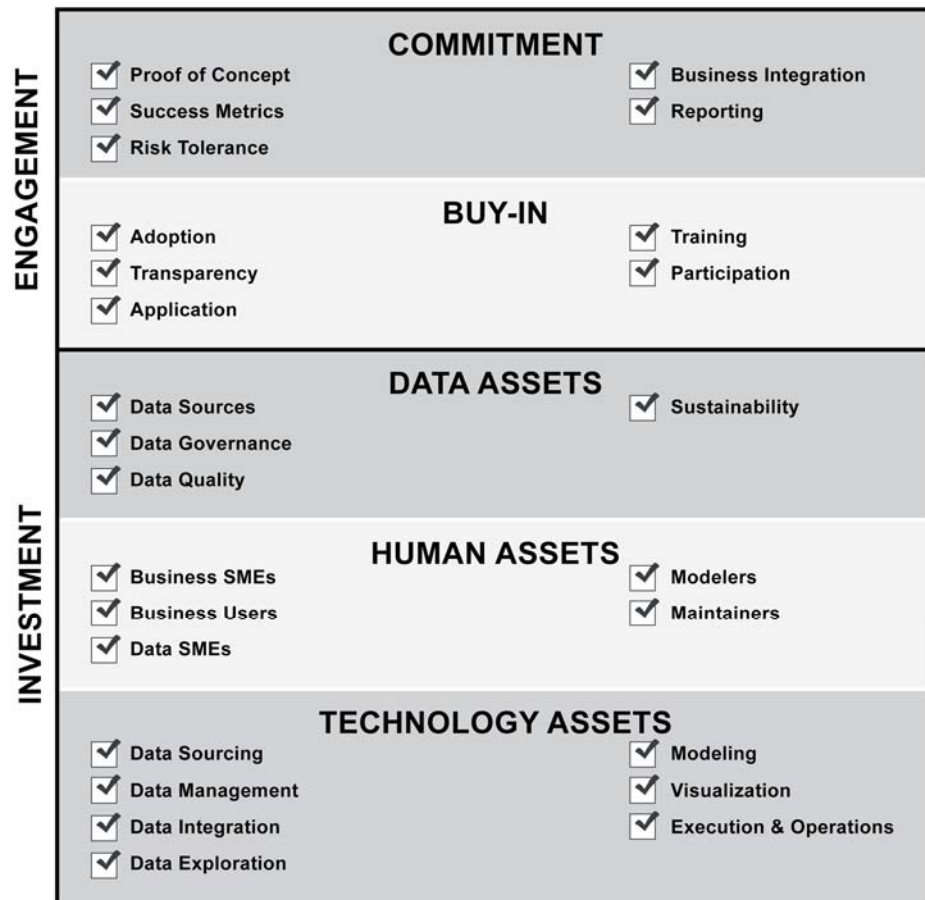 ENGAGEMENT
COMMITMENT
Proof of Concept
Success Metrics
Risk Tolerance
Business Integration
Reporting
BUY-IN
Adoption
Transparency
Application
Training
Participation
INVESTMENT
DATA ASSETS
Data Sources
Data Governance
Data Quality
Sustainability
HUMAN ASSETS
Business SMEs
Business Users
Data SMEs
Modelers
Maintainers
TECHNOLOGY ASSETS
Data Sourcing
Data Management
Data Integration
Data Exploration
Modeling
Visualization
Execution & Operations